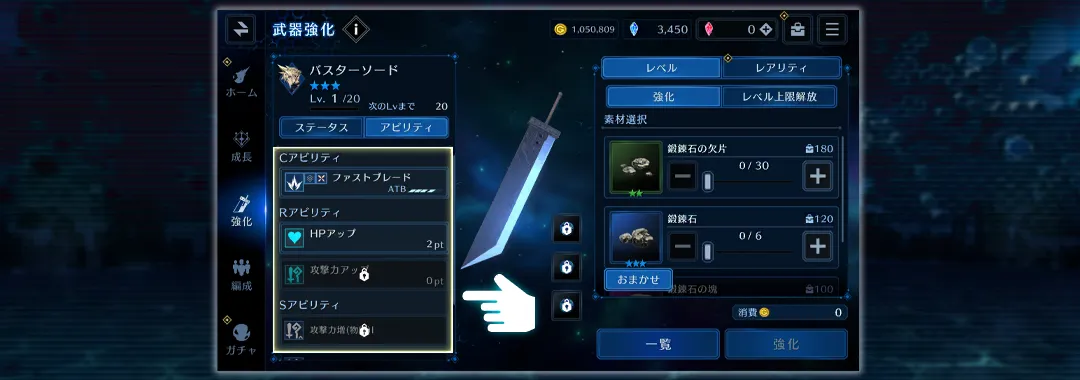 武器強化 i
1,050,809
3,450
0
ホーム
成長
強化
編成
ガチャ
バスターソード
Lv. 1 /20
次のLvまで 20
ステータス アビリティ
Cアビリティ
ファストブレード
ATB
Rアビリティ
HPアップ
2 pt
攻撃力アップ
0 pt
Sアビリティ
攻撃力増(物
レベル レアリティ
強化 レベル上限解放
素材選択
鍛錬石の欠片 180
0 / 30
鍛錬石 120
0 / 6
おまかせ
鍛錬石の塊 100
消費 0
一覧 強化